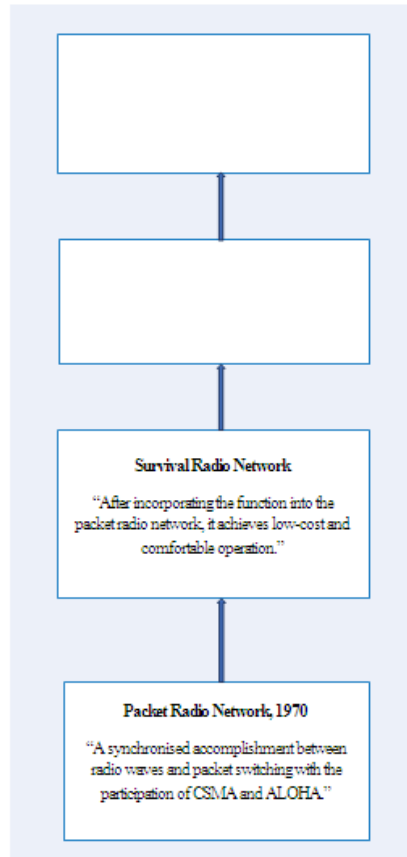 Survival Radio Network
“After incorporating the function into the
packet radio network, it achieves low-cost and
comfortable operation.”
Packet Radio Network, 1970
“A synchronised accomplishment between
radio waves and packet switching with the
participation of CSMA and ALOHA.”